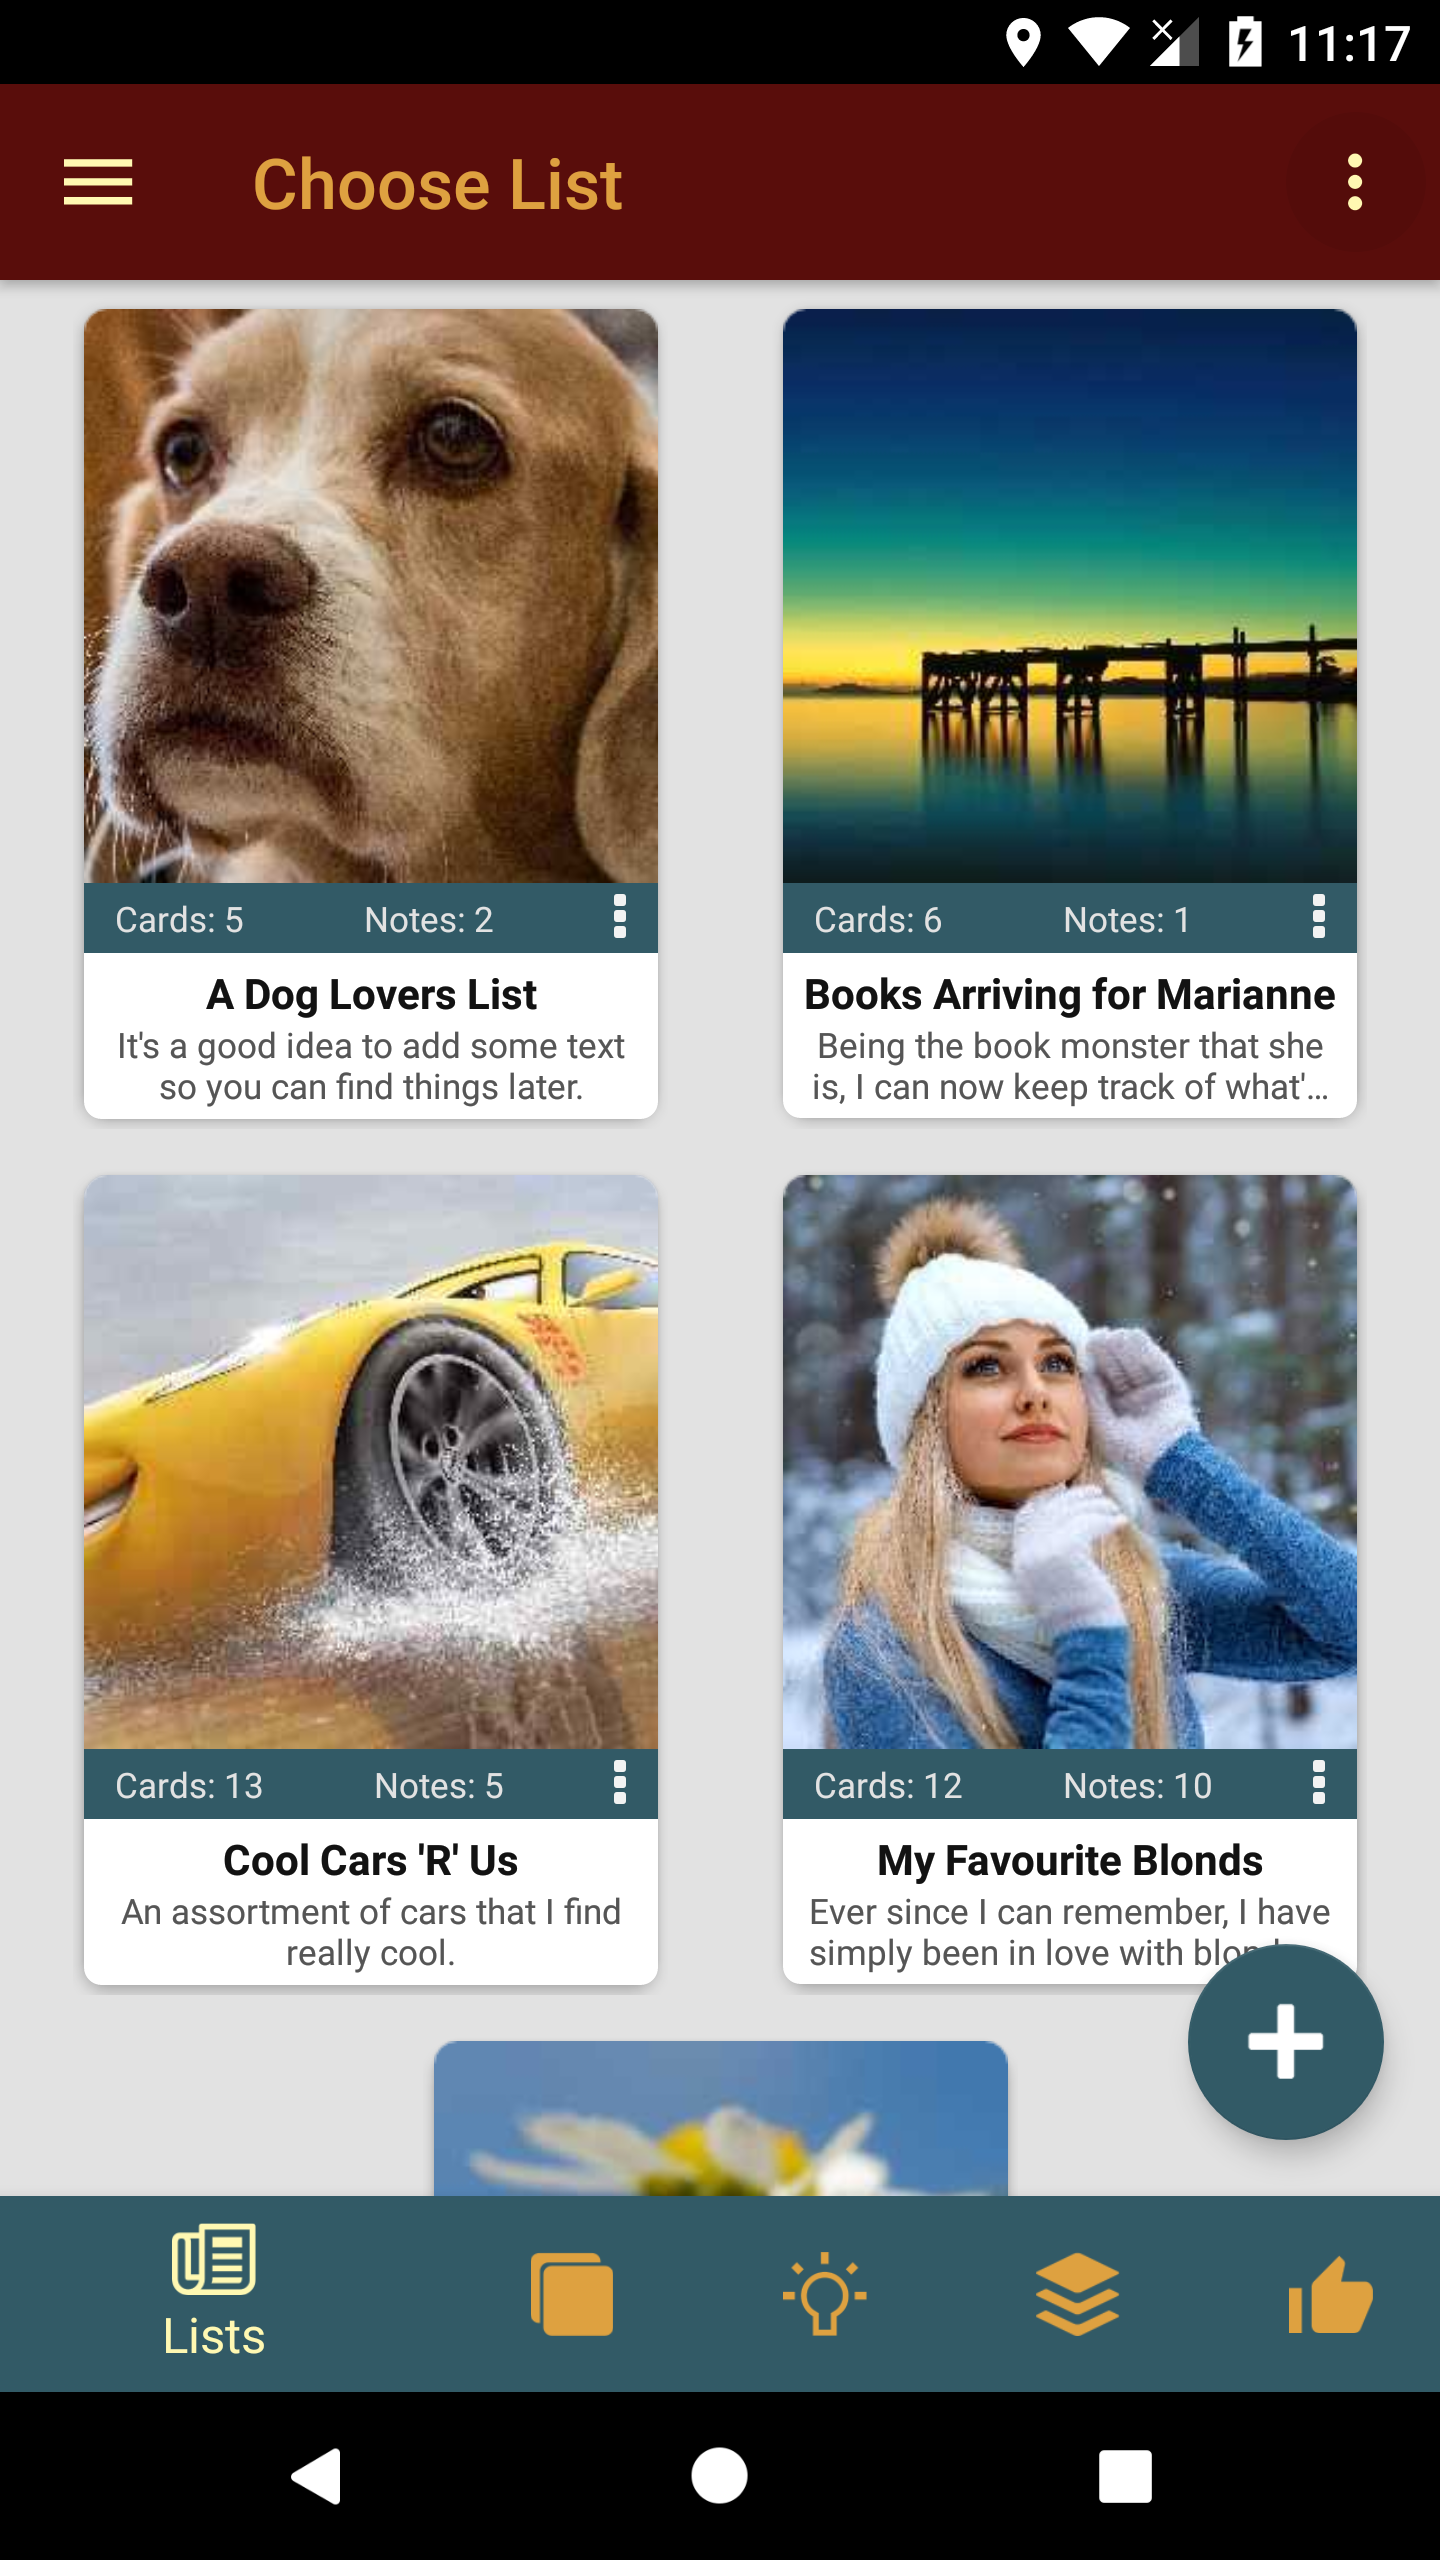 11:17
Choose List
Cards: 5 Notes: 2
A Dog Lovers List
It's a good idea to add some text
so you can find things later.
Cards: 6 Notes: 1
Books Arriving for Marianne
Being the book monster that she
is, I can now keep track of what'...
Cards: 13 Notes: 5
Cool Cars 'R' Us
An assortment of cars that I find
really cool.
Cards: 12 Notes: 10
My Favourite Blonds
Ever since I can remember, I have
simply been in love with
Lists